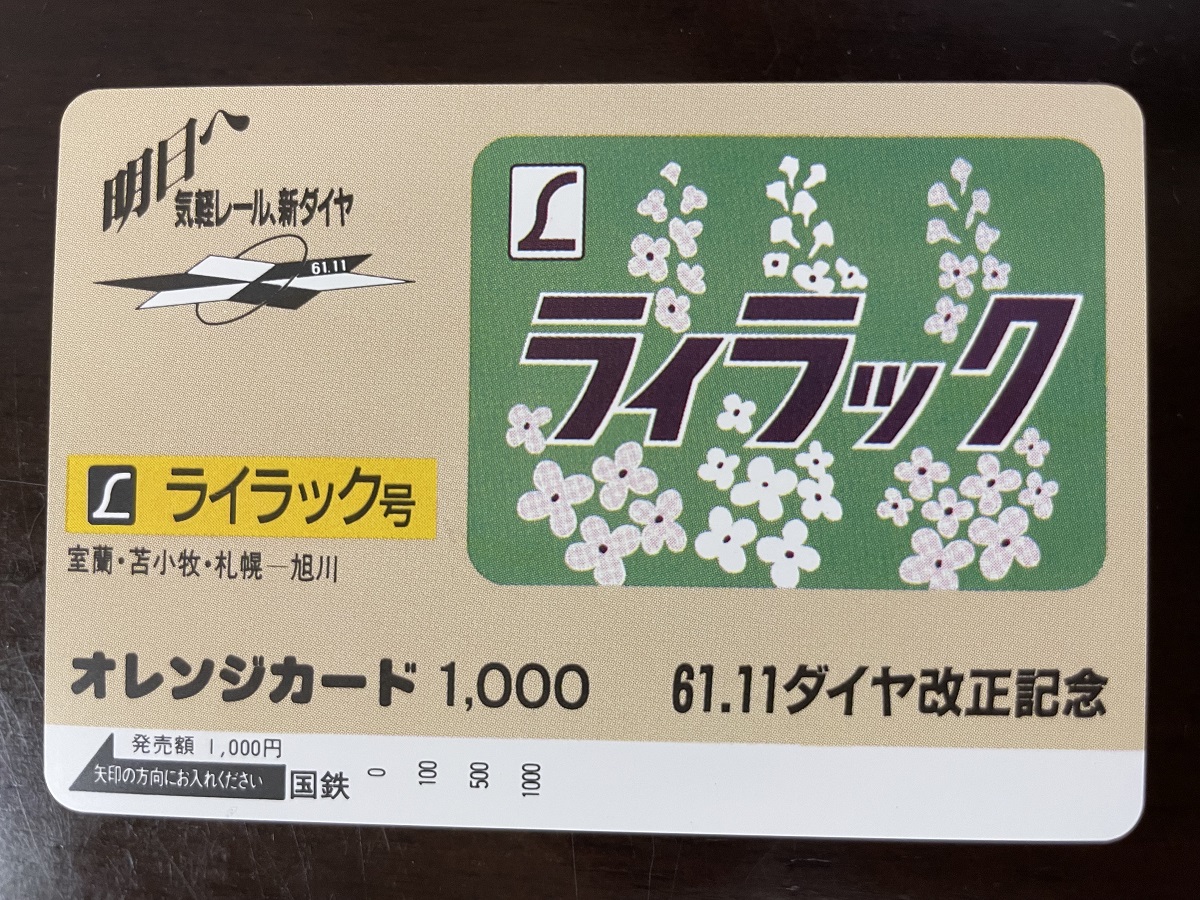 明日へ
気軽レール、新ダイヤ
61.11
L
ライラック
L ライラック号
室蘭・苫小牧・札幌—旭川
オレンジカード 1,000
61.11ダイヤ改正記念
発売額 1,000円
矢印の方向にお入れください
国鉄 0 100 500 1000